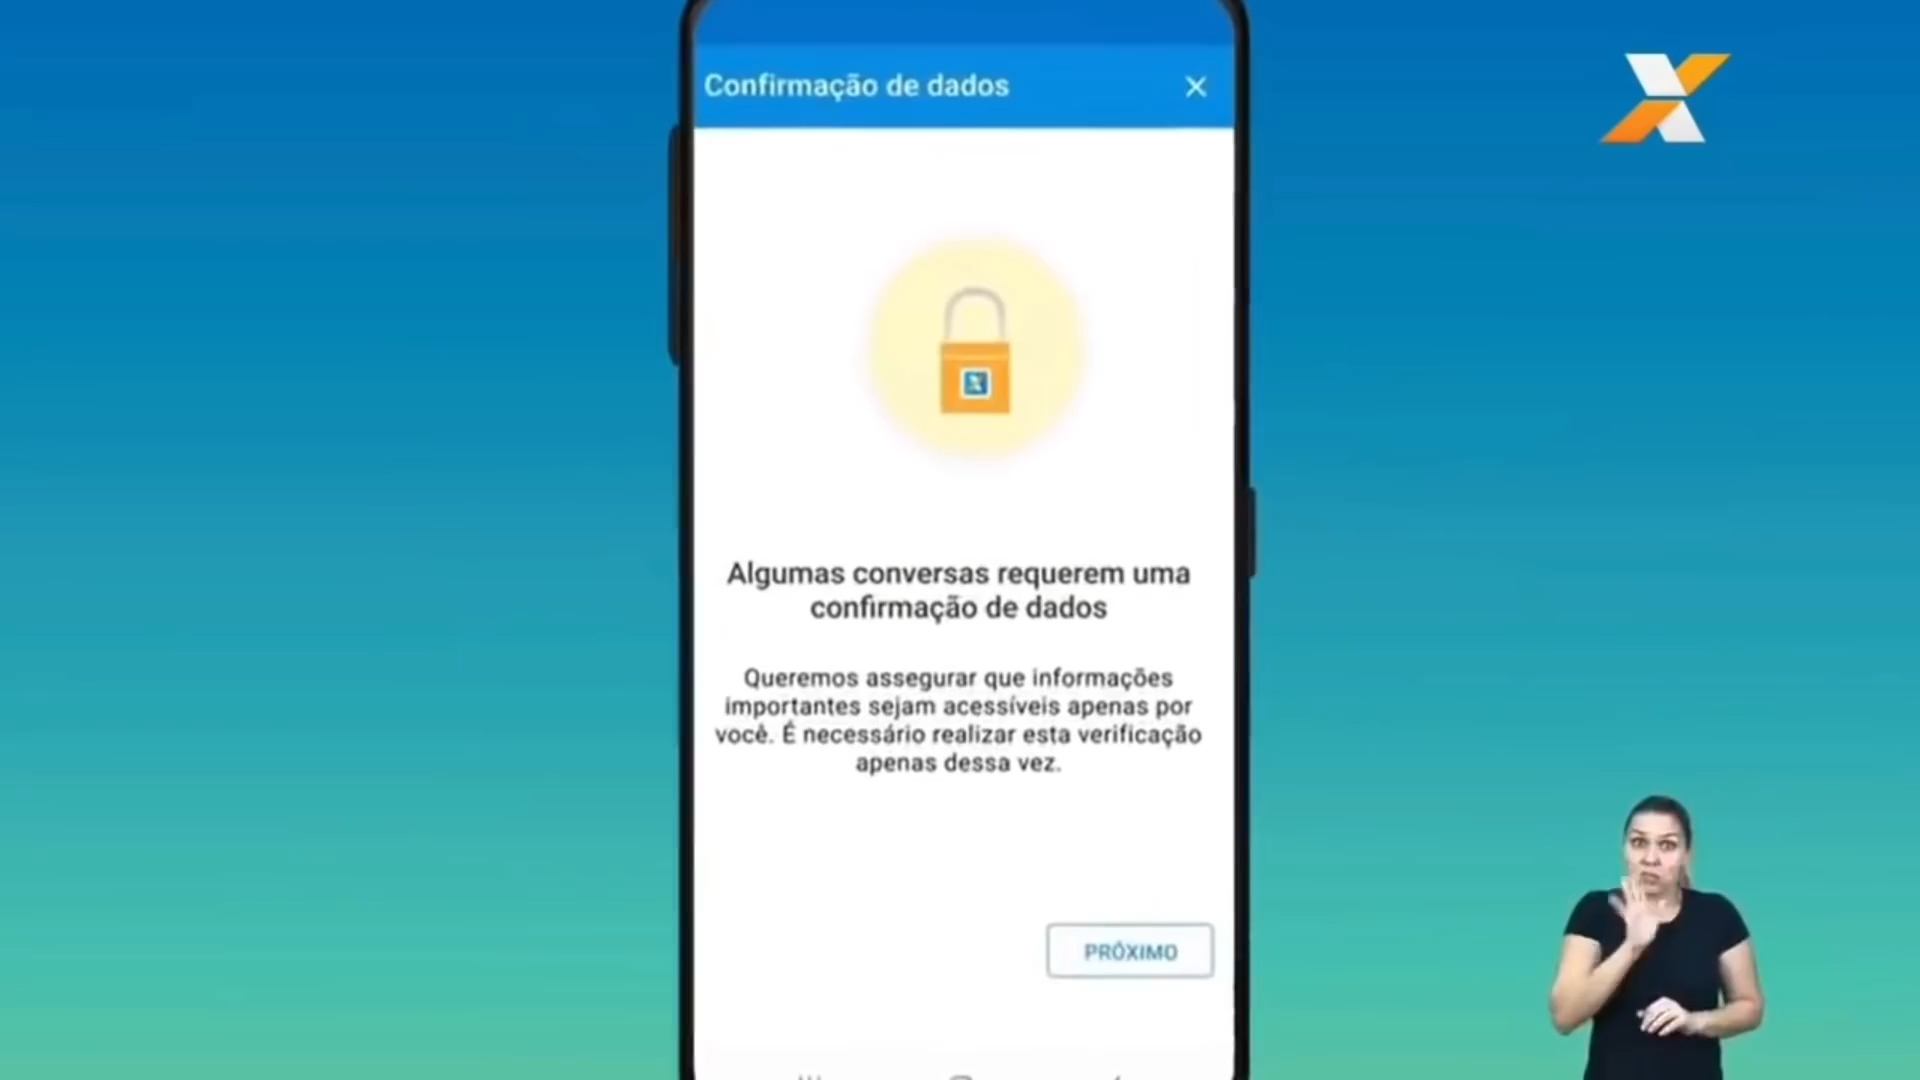 Confirmação de dados
Algumas conversas requerem uma
confirmação de dados
Queremos assegurar que informações
importantes sejam acessíveis apenas por
você. É necessário realizar esta verificação
apenas dessa vez.
PRÓXIMO